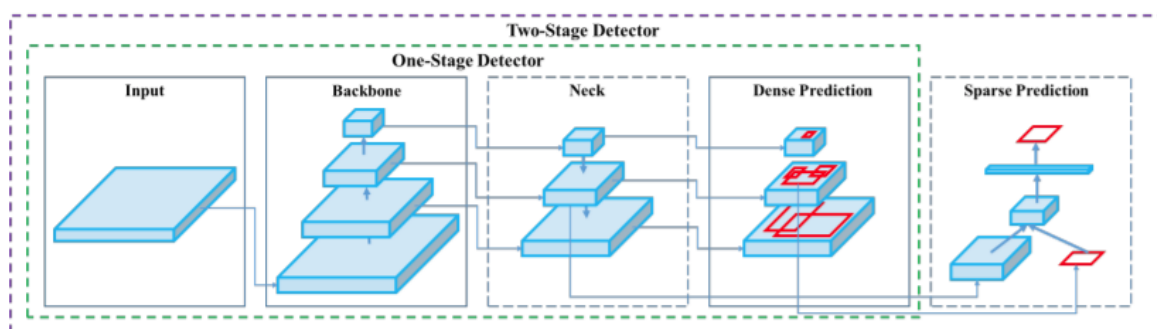 Two-Stage Detector
One-Stage Detector
Input
Backbone
Neck
Dense Prediction
Sparse Prediction